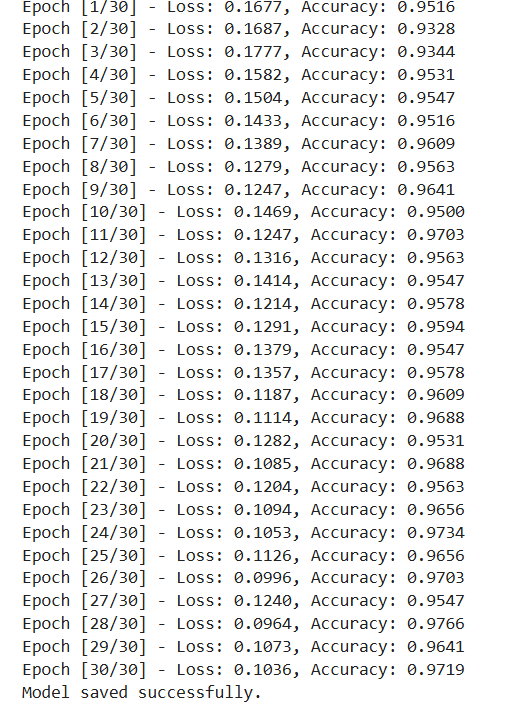 Epoch [1/30] - Loss: 0.1677, Accuracy: 0.9516
Epoch [2/30] - Loss: 0.1687, Accuracy: 0.9328
Epoch [3/30] - Loss: 0.1777, Accuracy: 0.9344
Epoch [4/30] - Loss: 0.1582, Accuracy: 0.9531
Epoch [5/30] - Loss: 0.1504, Accuracy: 0.9547
Epoch [6/30] - Loss: 0.1433, Accuracy: 0.9516
Epoch [7/30] - Loss: 0.1389, Accuracy: 0.9609
Epoch [8/30] - Loss: 0.1279, Accuracy: 0.9563
Epoch [9/30] - Loss: 0.1247, Accuracy: 0.9641
Epoch [10/30] - Loss: 0.1469, Accuracy: 0.9500
Epoch [11/30] - Loss: 0.1247, Accuracy: 0.9703
Epoch [12/30] - Loss: 0.1316, Accuracy: 0.9563
Epoch [13/30] - Loss: 0.1414, Accuracy: 0.9547
Epoch [14/30] - Loss: 0.1214, Accuracy: 0.9578
Epoch [15/30] - Loss: 0.1291, Accuracy: 0.9594
Epoch [16/30] - Loss: 0.1379, Accuracy: 0.9547
Epoch [17/30] - Loss: 0.1357, Accuracy: 0.9578
Epoch [18/30] - Loss: 0.1187, Accuracy: 0.9609
Epoch [19/30] - Loss: 0.1114, Accuracy: 0.9688
Epoch [20/30] - Loss: 0.1282, Accuracy: 0.9531
Epoch [21/30] - Loss: 0.1085, Accuracy: 0.9688
Epoch [22/30] - Loss: 0.1204, Accuracy: 0.9563
Epoch [23/30] - Loss: 0.1094, Accuracy: 0.9656
Epoch [24/30] - Loss: 0.1053, Accuracy: 0.9734
Epoch [25/30] - Loss: 0.1126, Accuracy: 0.9656
Epoch [26/30] - Loss: 0.0996, Accuracy: 0.9703
Epoch [27/30] - Loss: 0.1240, Accuracy: 0.9547
Epoch [28/30] - Loss: 0.0964, Accuracy: 0.9766
Epoch [29/30] - Loss: 0.1073, Accuracy: 0.9641
Epoch [30/30] - Loss: 0.1036, Accuracy: 0.9719
Model saved successfully.